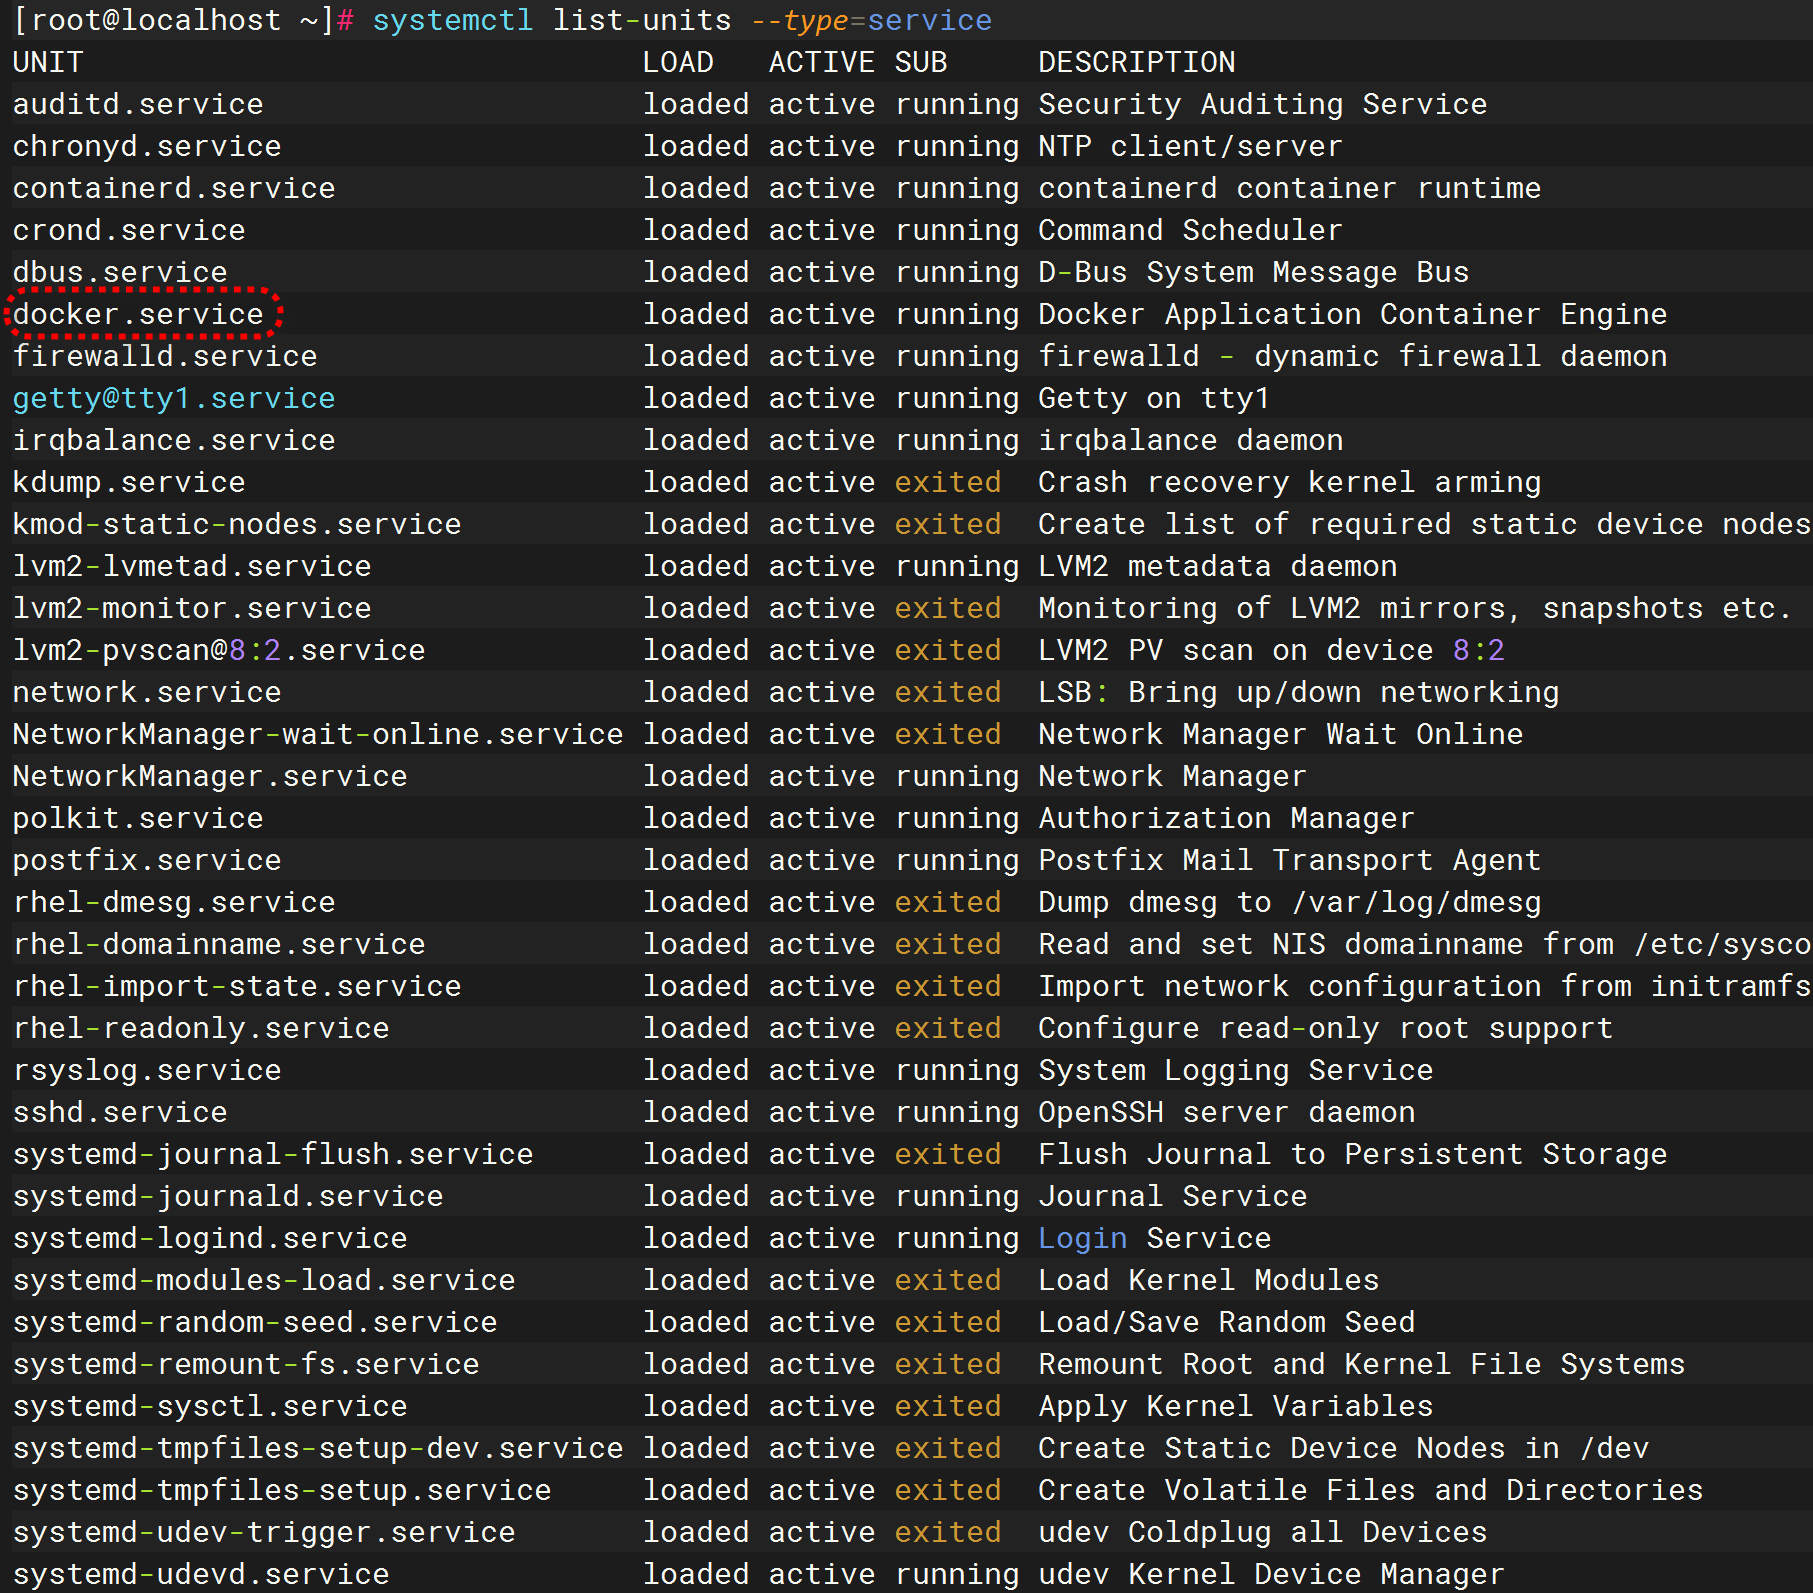 [root@localhost ~]# systemctl list-units --type=service
UNIT LOAD ACTIVE SUB DESCRIPTION
auditd.service loaded active running Security Auditing Service
chronyd.service loaded active running NTP client/server
containerd.service loaded active running containerd container runtime
crond.service loaded active running Command Scheduler
dbus.service loaded active running D-Bus System Message Bus
docker.service loaded active running Docker Application Container Engine
firewalld.service loaded active running firewalld - dynamic firewall daemon
getty@tty1.service loaded active running Getty on tty1
irqbalance.service loaded active running irqbalance daemon
kdump.service loaded active exited Crash recovery kernel arming
kmod-static-nodes.service loaded active exited Create list of required static device nodes
lvm2-lvmetad.service loaded active running LVM2 metadata daemon
lvm2-monitor.service loaded active exited Monitoring of LVM2 mirrors, snapshots etc.
lvm2-pvscan@8:2.service loaded active exited LVM2 PV scan on device 8:2
network.service loaded active exited LSB: Bring up/down networking
NetworkManager-wait-online.service loaded active exited Network Manager Wait Online
NetworkManager.service loaded active running Network Manager
polkit.service loaded active running Authorization Manager
postfix.service loaded active running Postfix Mail Transport Agent
rhel-dmesg.service loaded active exited Dump dmesg to /var/log/dmesg
rhel-domainname.service loaded active exited Read and set NIS domainname from /etc/sysco
rhel-import-state.service loaded active exited Import network configuration from initramfs
rhel-readonly.service loaded active exited Configure read-only root support
rsyslog.service loaded active running System Logging Service
sshd.service loaded active running OpenSSH server daemon
systemd-journal-flush.service loaded active exited Flush Journal to Persistent Storage
systemd-journald.service loaded active running Journal Service
systemd-logind.service loaded active running Login Service
systemd-modules-load.service loaded active exited Load Kernel Modules
systemd-random-seed.service loaded active exited Load/Save Random Seed
systemd-remount-fs.service loaded active exited Remount Root and Kernel File Systems
systemd-sysctl.service loaded active exited Apply Kernel Variables
systemd-tmpfiles-setup-dev.service loaded active exited Create Static Device Nodes in /dev
systemd-tmpfiles-setup.service loaded active exited Create Volatile Files and Directories
systemd-udev-trigger.service loaded active exited udev Coldplug all Devices
systemd-udevd.service loaded active running udev Kernel Device Manager